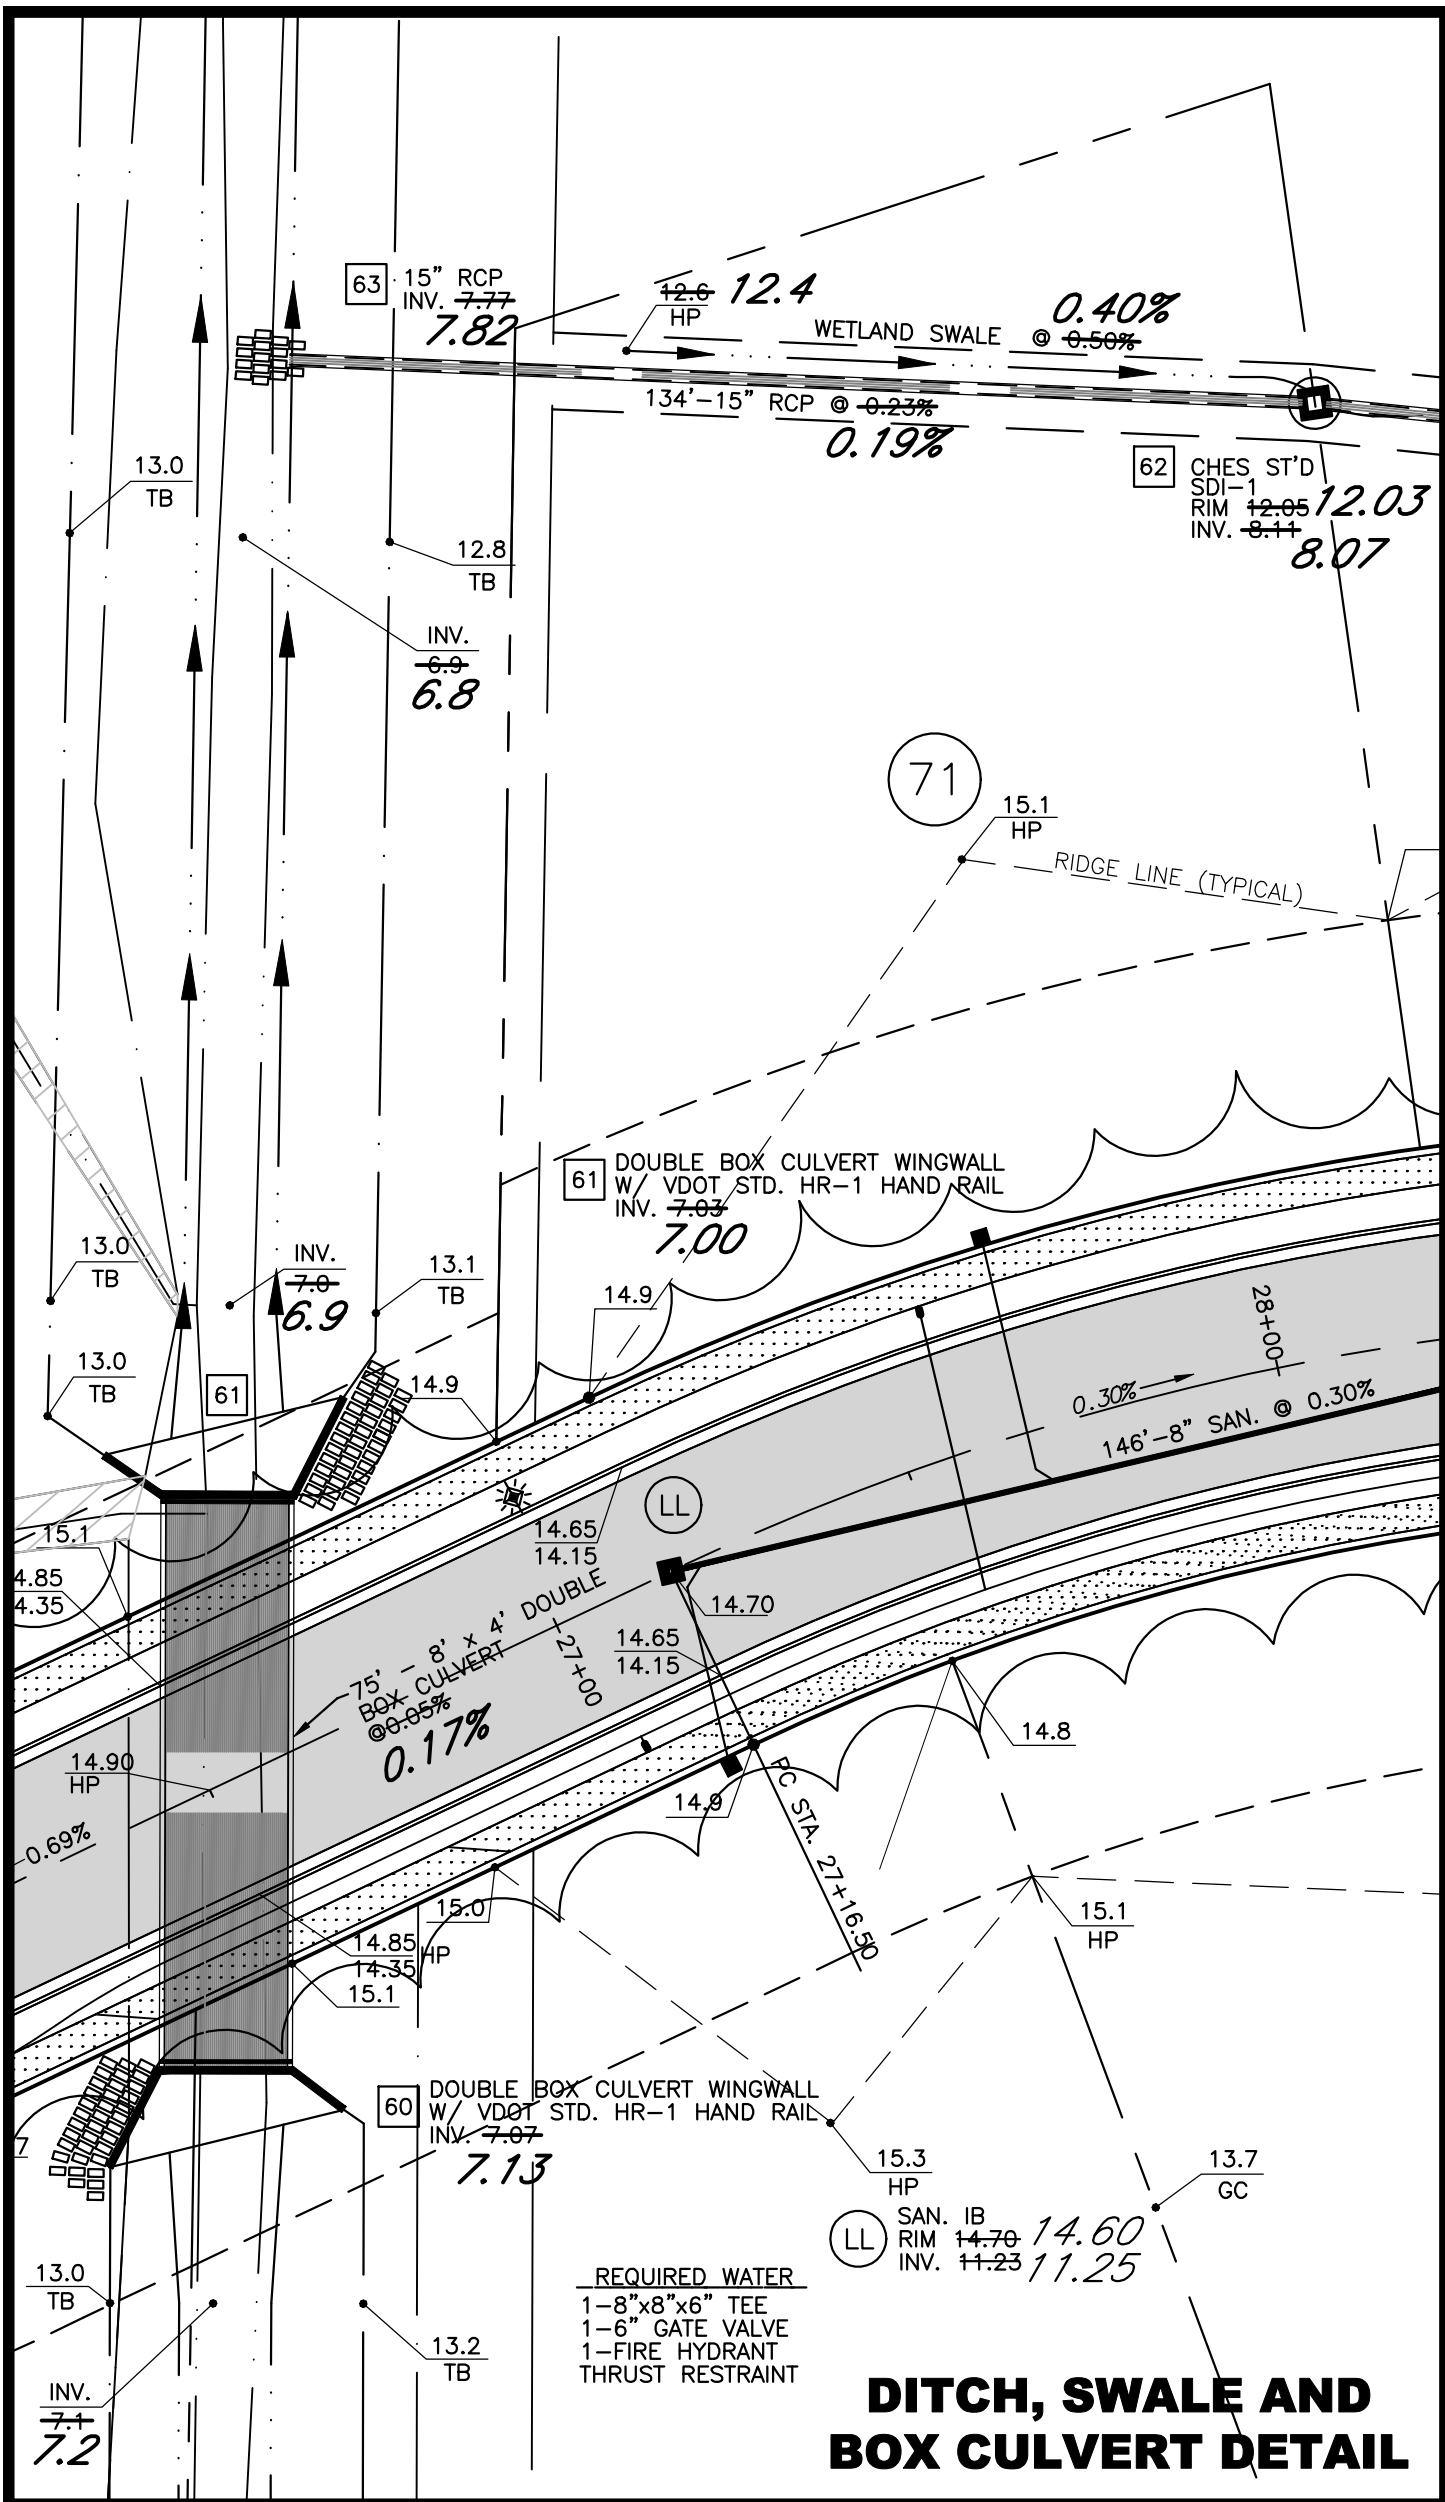 63 15" RCP
INV. 7.77
7.82
12.6 12.4
HP
WETLAND SWALE @ 0.50%
0.40%
134'-15" RCP @ 0.23%
0.19%
62 CHES ST'D
SDI-1
RIM 12.05 12.03
INV. 8.11
8.07
13.0
TB
12.8
TB
INV.
6.9
6.8
71
15.1
HP
RIDGE LINE (TYPICAL)
61 DOUBLE BOX CULVERT WINGWALL
W/ VDOT STD. HR-1 HAND RAIL
INV. 7.03
7.00
13.0
TB
INV.
7.0
6.9
13.1
TB
14.9
28+00
13.0
TB
61
14.9
0.30%
146'-8" SAN. @ 0.30%
LL
15.1
14.65
14.15
4.85
4.35
14.70
75' - 8' x 4' DOUBLE
BOX CULVERT
@0.05%
0.17%
27+00
14.65
14.15
14.8
14.90
HP
14.9
PC STA. 27+16.50
0.69%
15.0
14.85 HP
14.35
15.1
15.1
HP
60 DOUBLE BOX CULVERT WINGWALL
W/ VDOT STD. HR-1 HAND RAIL
INV. 7.07
7.13
7
15.3
HP
13.7
GC
LL SAN. IB
RIM 14.70 14.60
INV. 11.23 11.25
13.0
TB
REQUIRED WATER
1-8"x8"x6" TEE
1-6" GATE VALVE
1-FIRE HYDRANT
THRUST RESTRAINT
13.2
TB
INV.
7.1
7.2
DITCH, SWALE AND
BOX CULVERT DETAIL